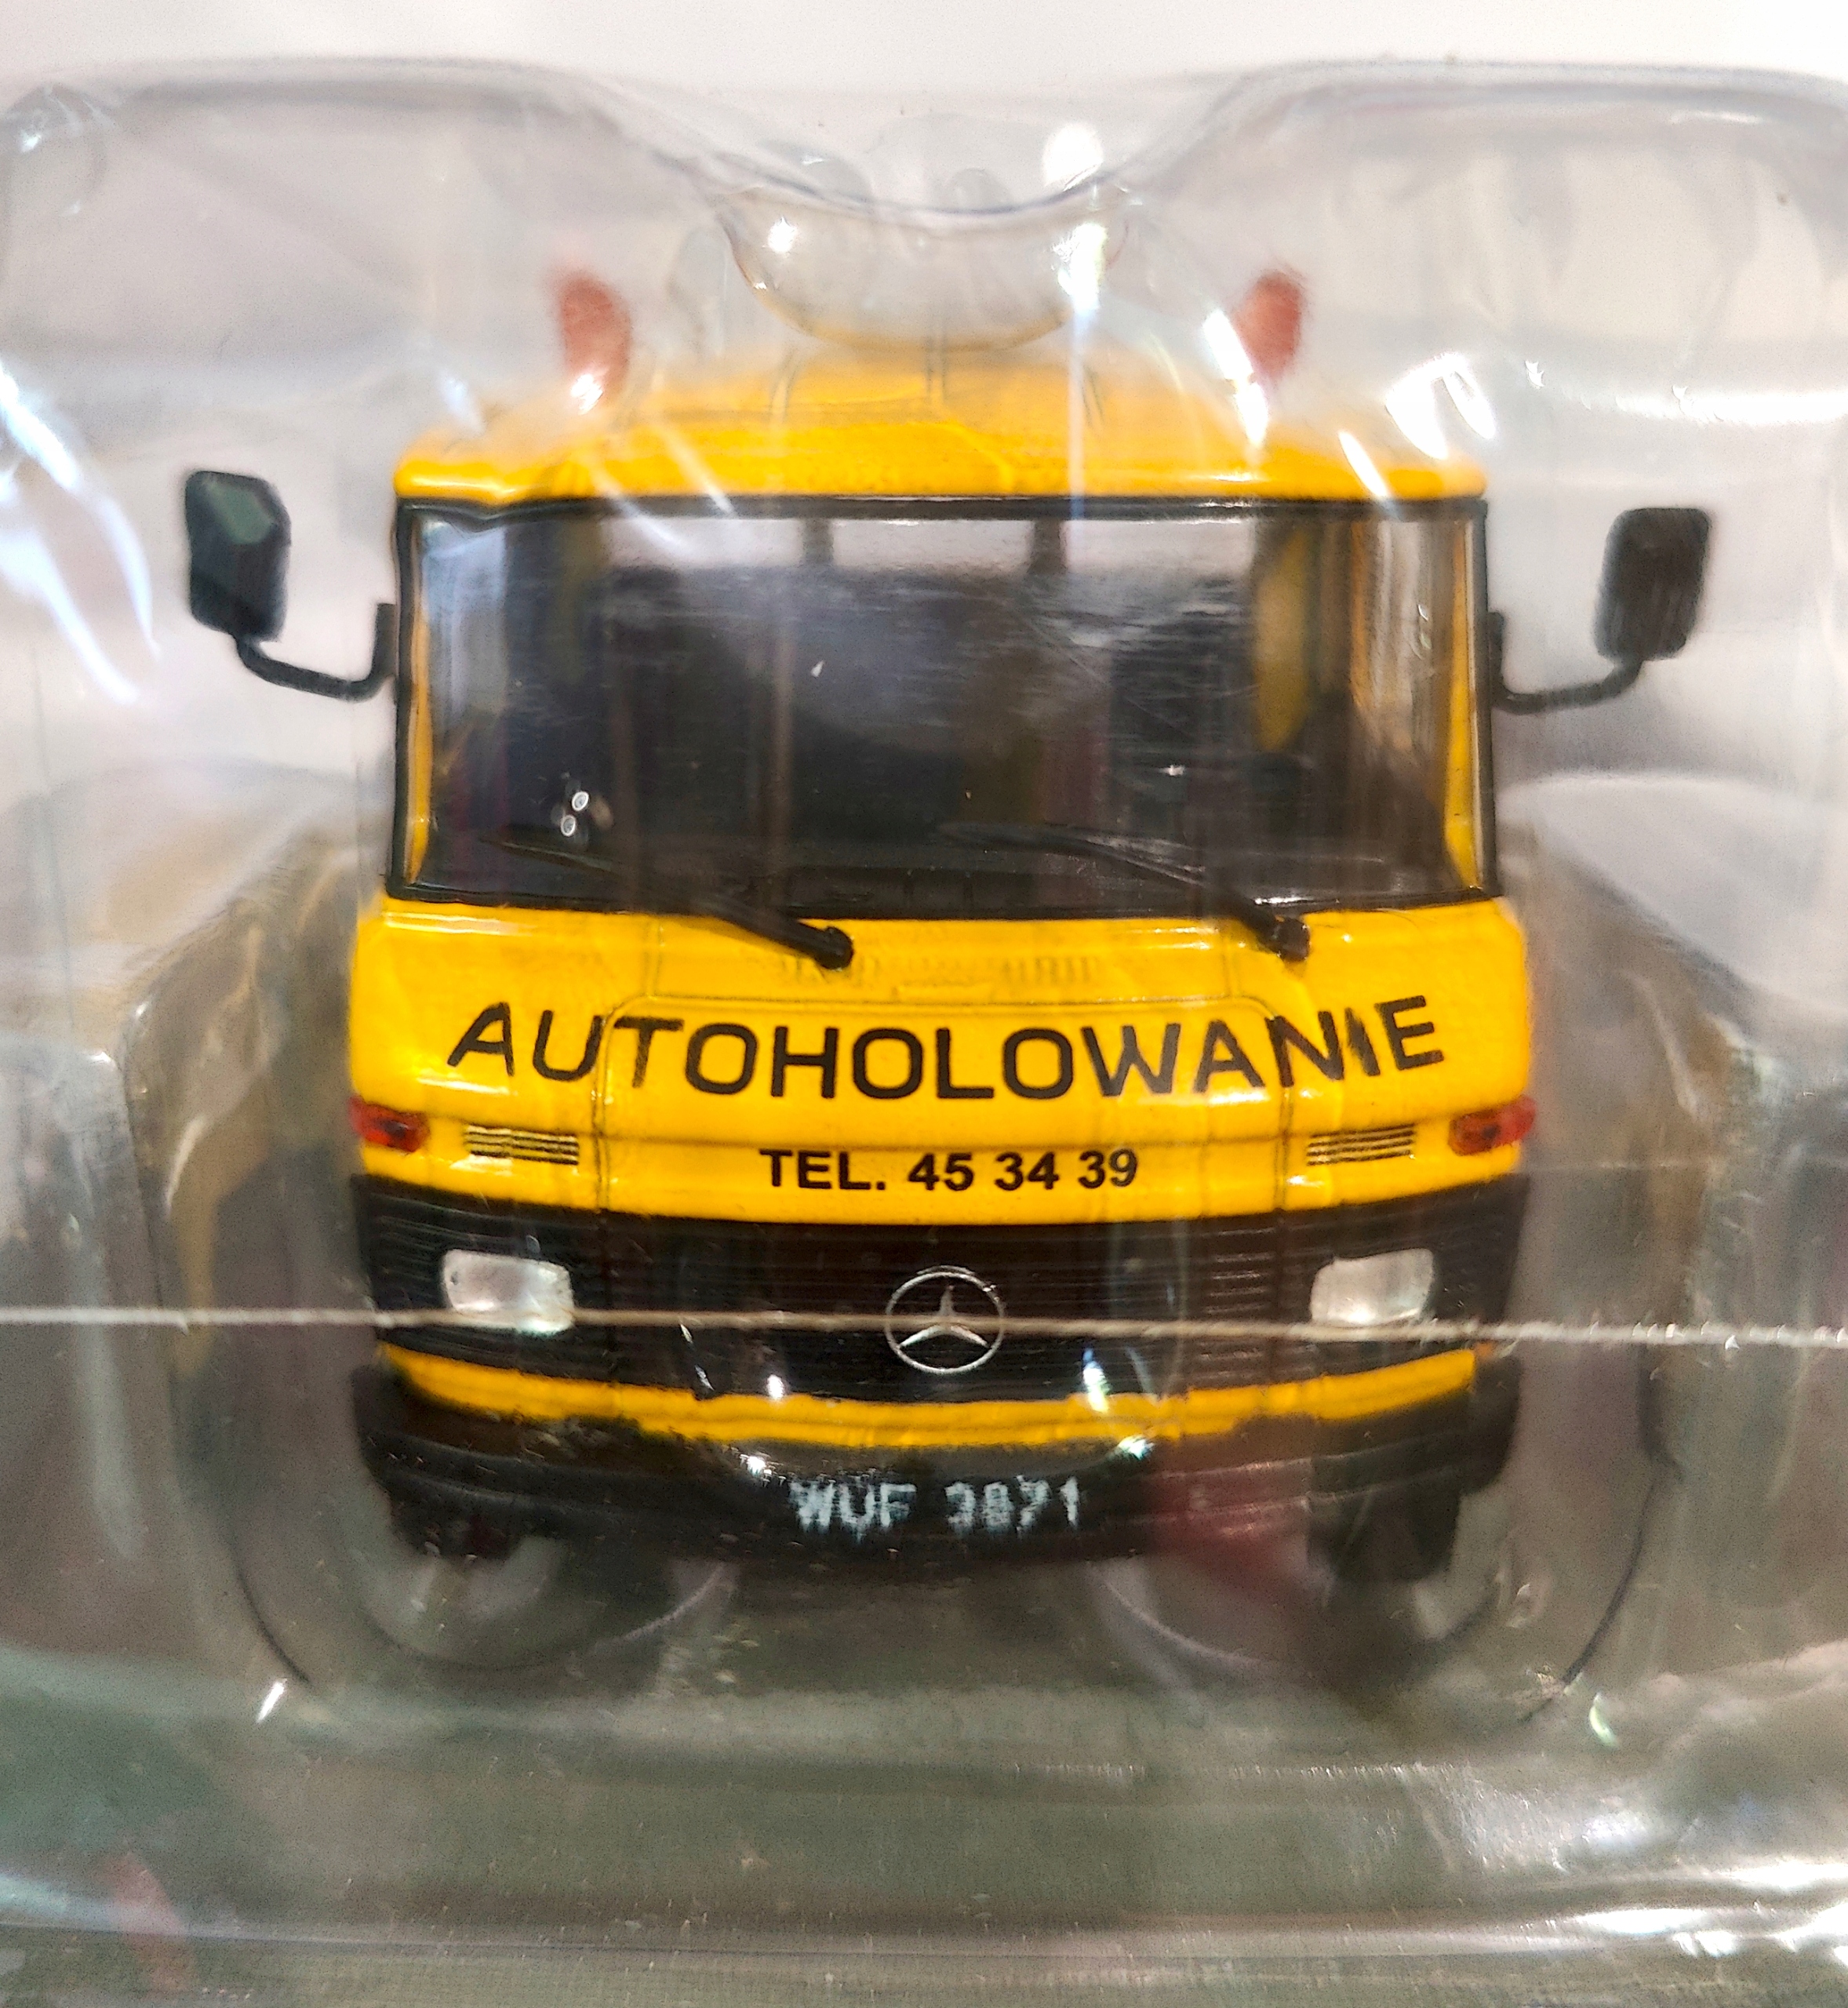 AUTOHOLOWANIE
TEL. 45 34 39
WUF 3871